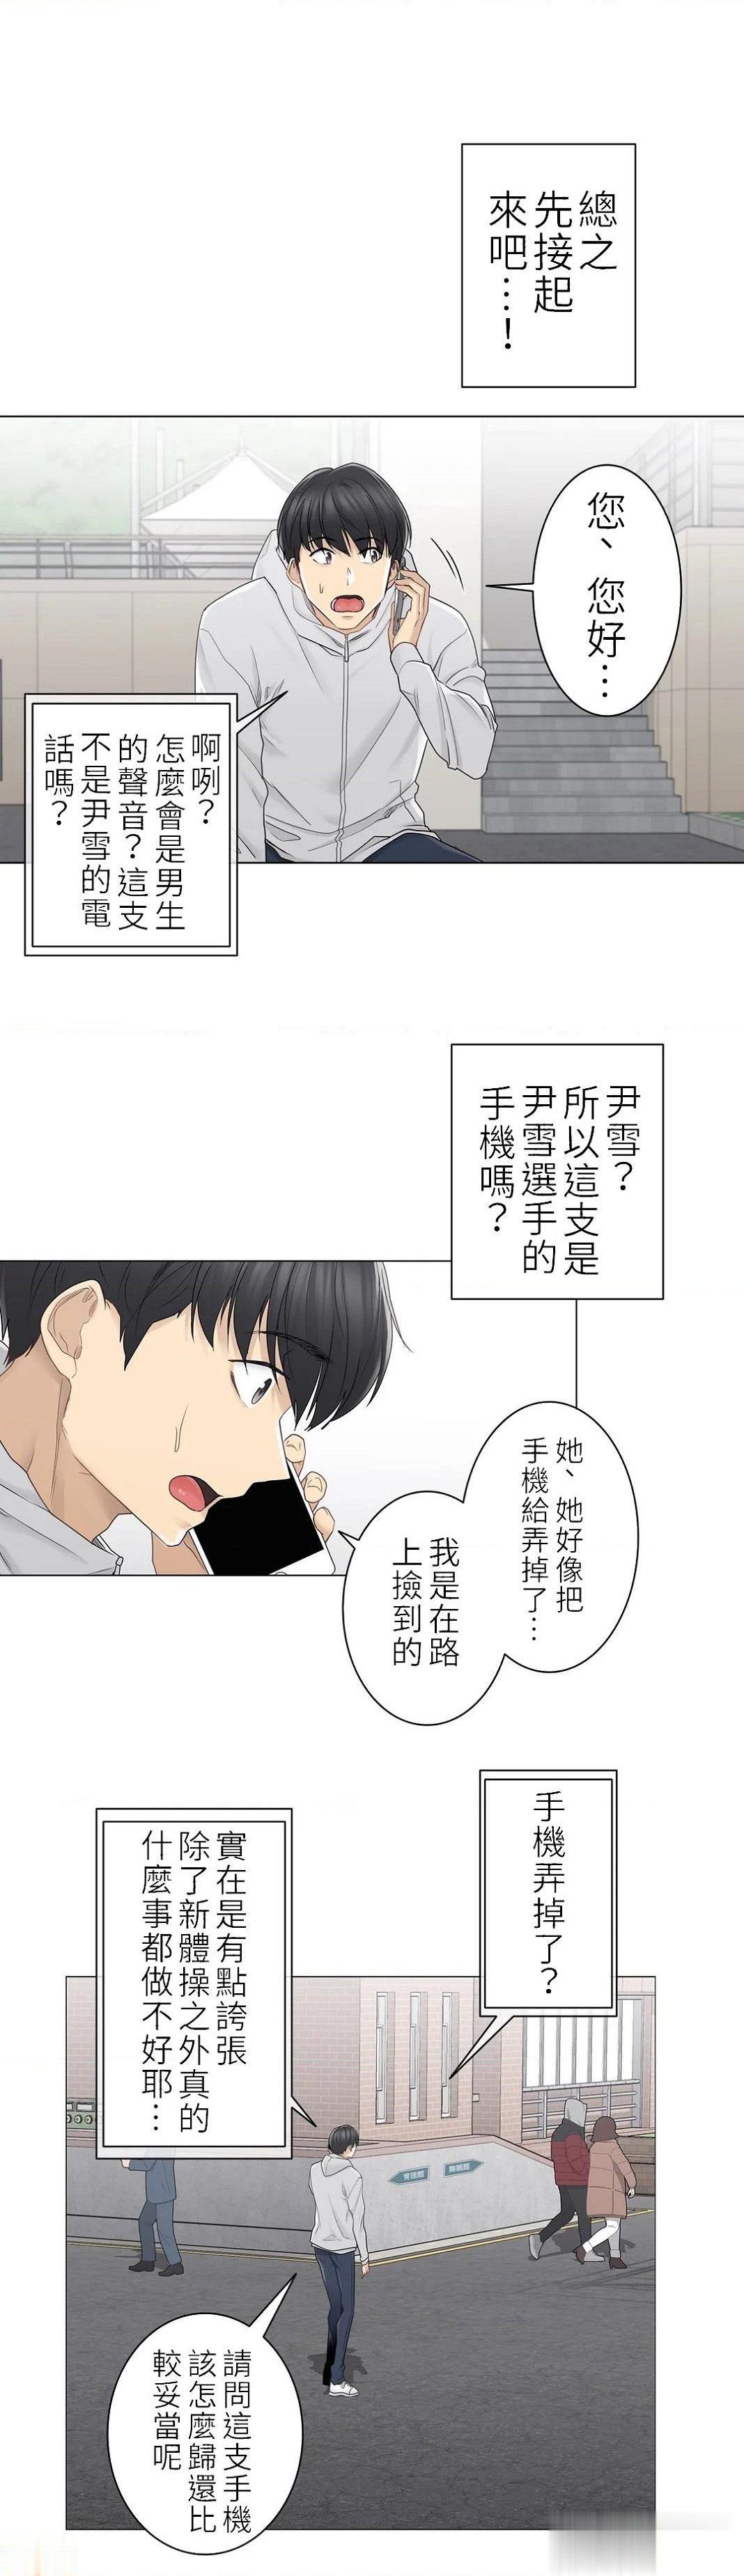 總之
先接起
來吧…！
您、您好…
啊咧？
怎麼會是男生
的聲音？這支
不是尹雪的電
話嗎？
尹雪？
所以這支是
尹雪選手的
手機嗎？
她、她好像把
手機給弄掉了…
我是在路
上撿到的
手機弄掉了？
實在是有點誇張
除了新體操之外真的
什麼事都做不好耶…
請問這支手機
該怎麼歸還比
較妥當呢